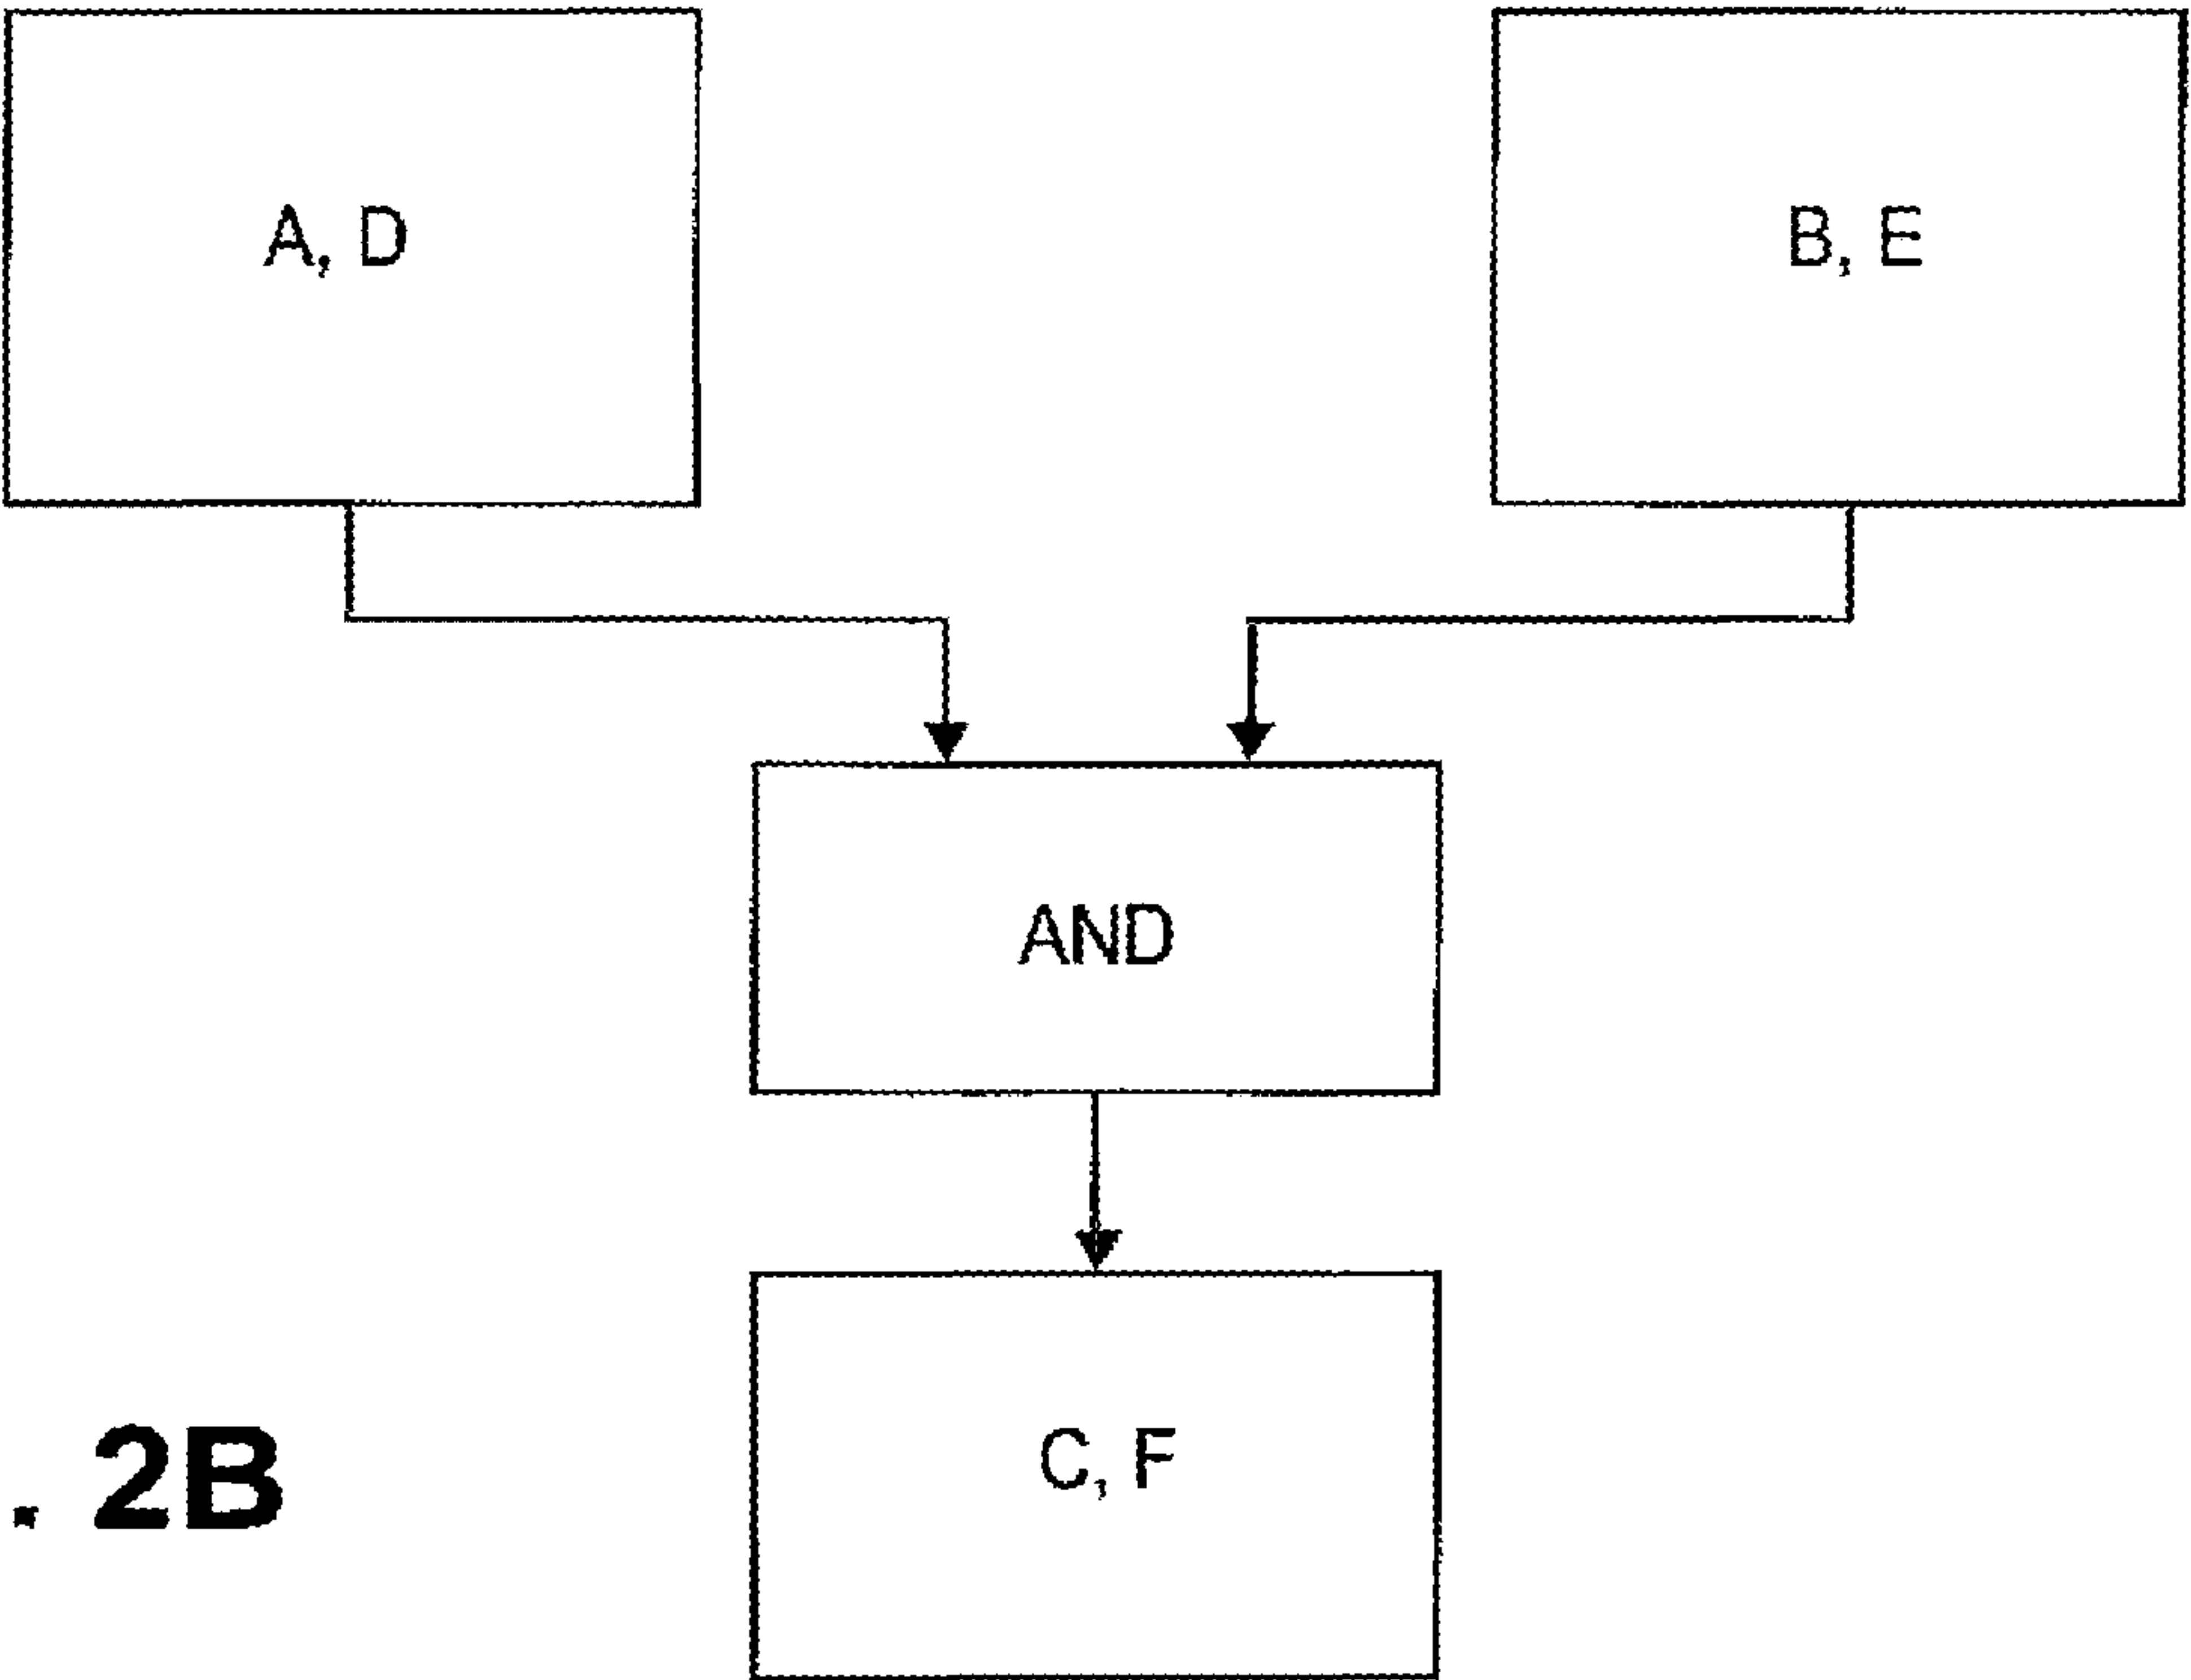 A, D
B, E
AND
C, F
. 2B